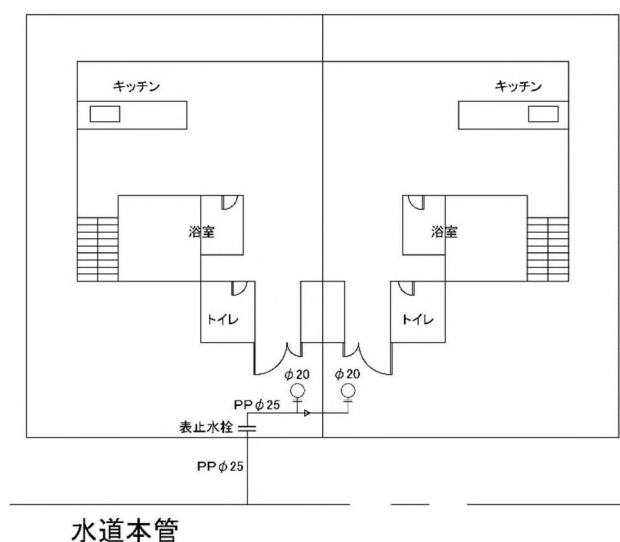 キッチン
キッチン
浴室
浴室
トイレ
トイレ
φ20
φ20
PPφ25
表止水栓
PPφ25
水道本管